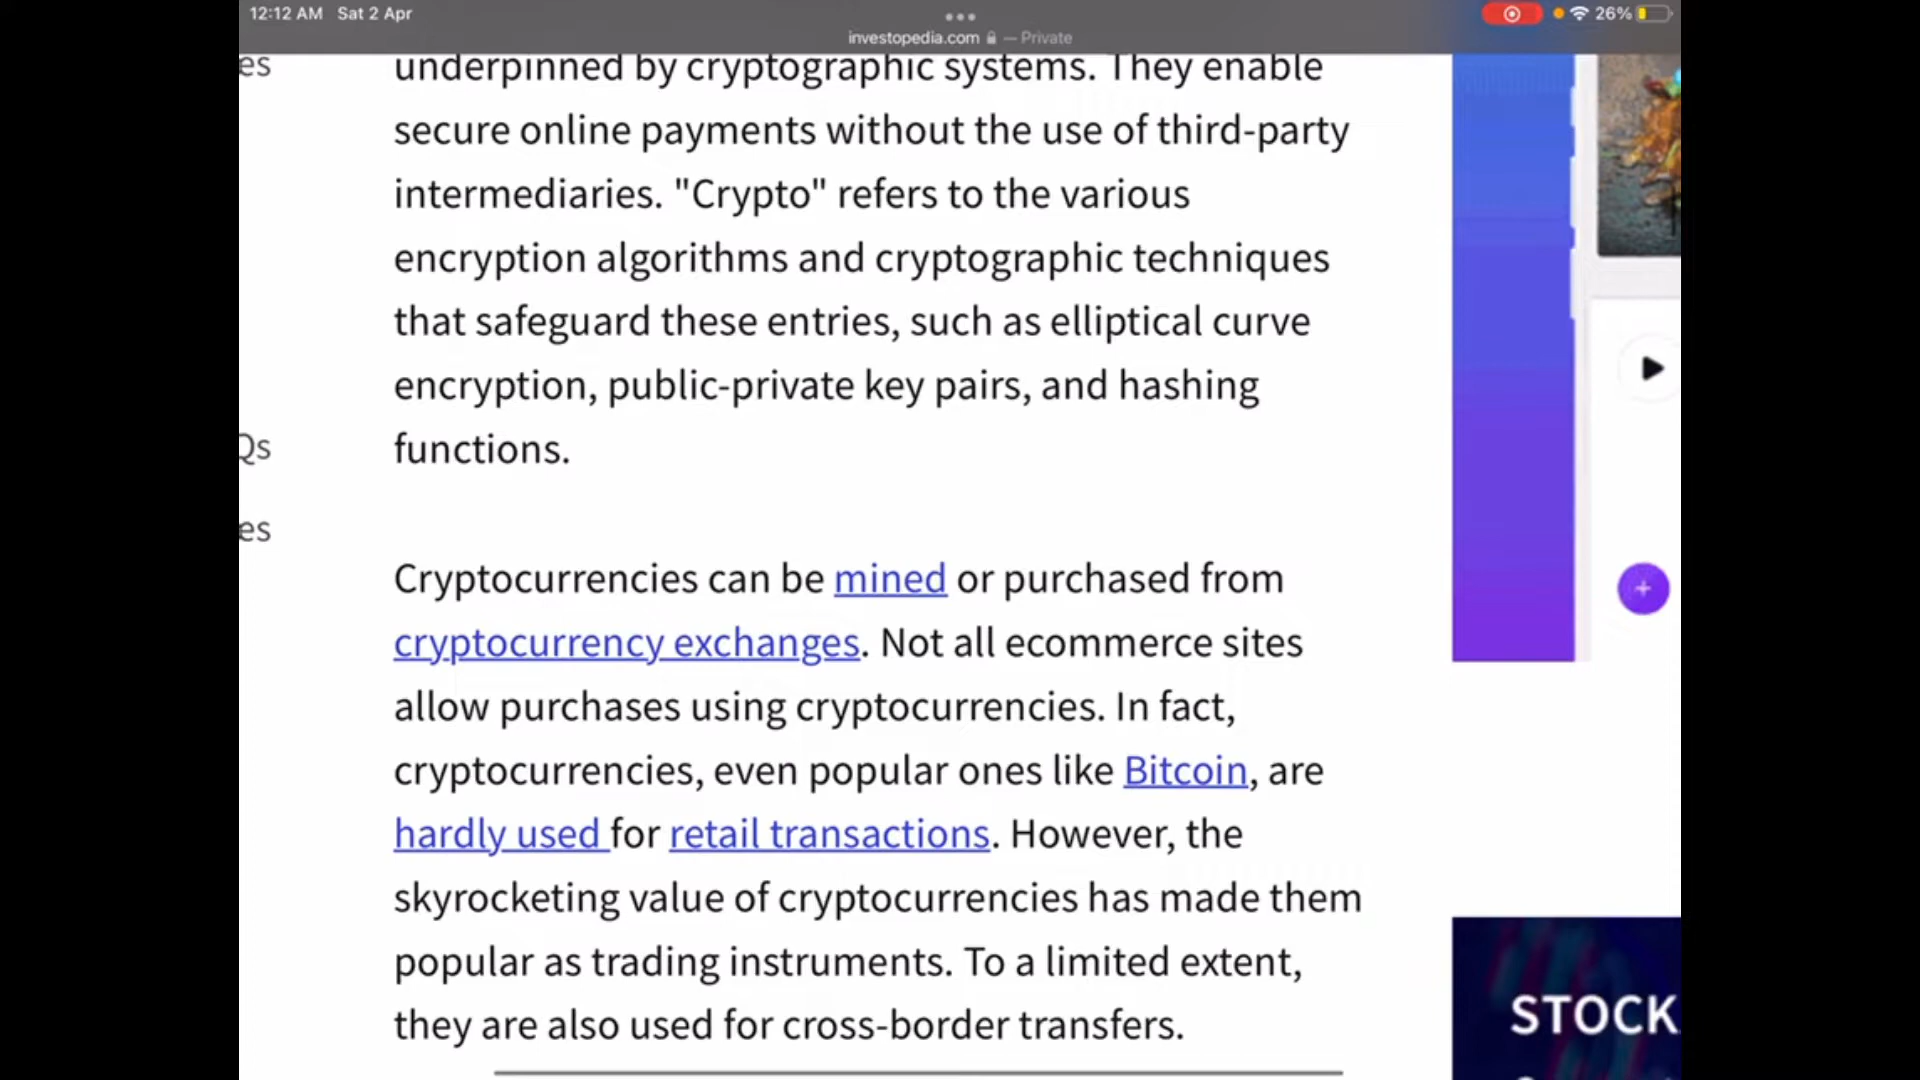 12:12 AM Sat 2 Apr
26%
investopedia.com — Private
es
underpinned by cryptographic systems. They enable
secure online payments without the use of third-party
intermediaries. "Crypto" refers to the various
encryption algorithms and cryptographic techniques
that safeguard these entries, such as elliptical curve
encryption, public-private key pairs, and hashing
functions.
Qs
es
Cryptocurrencies can be mined or purchased from
cryptocurrency exchanges. Not all ecommerce sites
allow purchases using cryptocurrencies. In fact,
cryptocurrencies, even popular ones like Bitcoin, are
hardly used for retail transactions. However, the
skyrocketing value of cryptocurrencies has made them
popular as trading instruments. To a limited extent,
they are also used for cross-border transfers.
STOCK